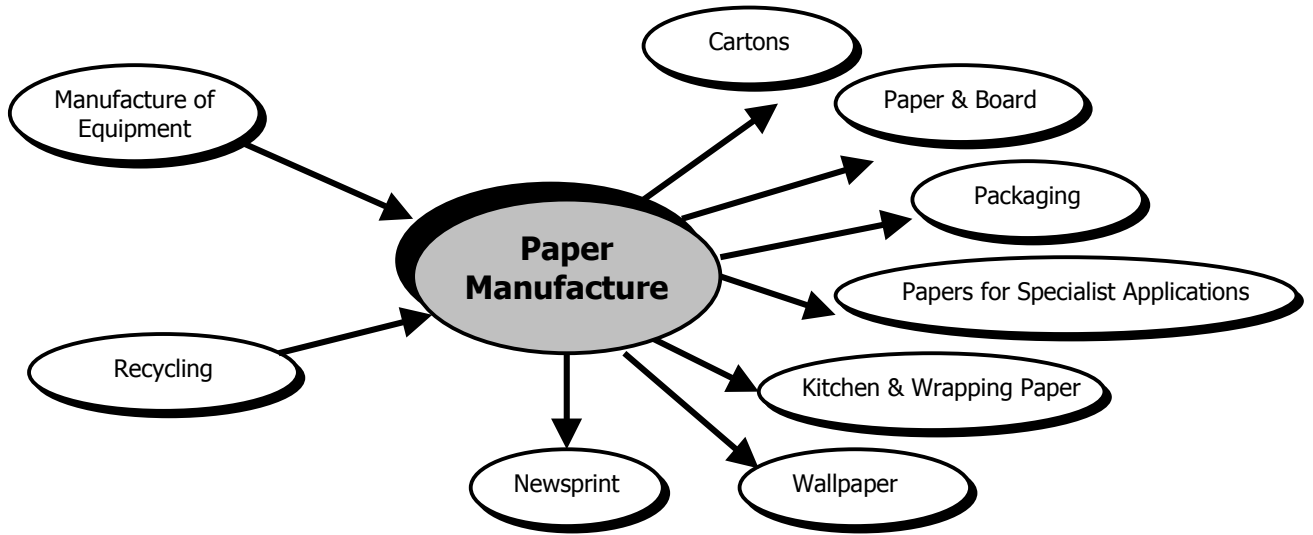 Cartons
Manufacture of
Equipment
Paper & Board
Packaging
Paper
Manufacture
Papers for Specialist Applications
Recycling
Kitchen & Wrapping Paper
Newsprint
Wallpaper